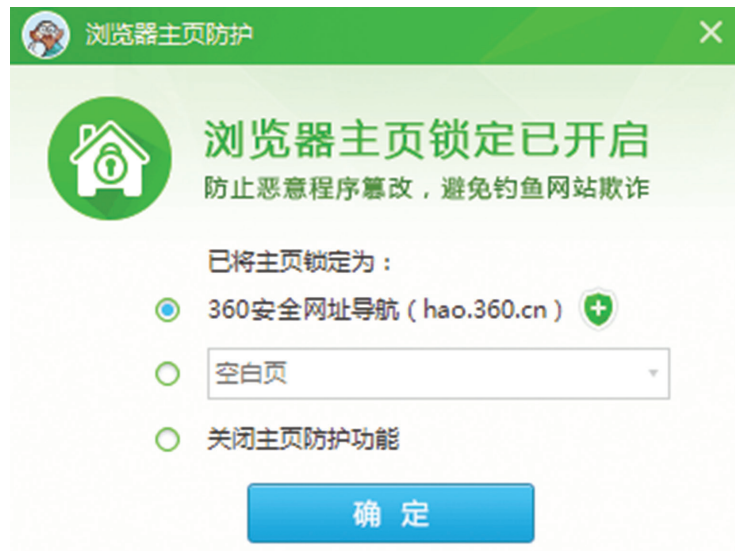 浏览器主页防护
浏览器主页锁定已开启
防止恶意程序篡改，避免钓鱼网站欺诈
已将主页锁定为：
360安全网址导航（hao.360.cn）
空白页
关闭主页防护功能
确 定